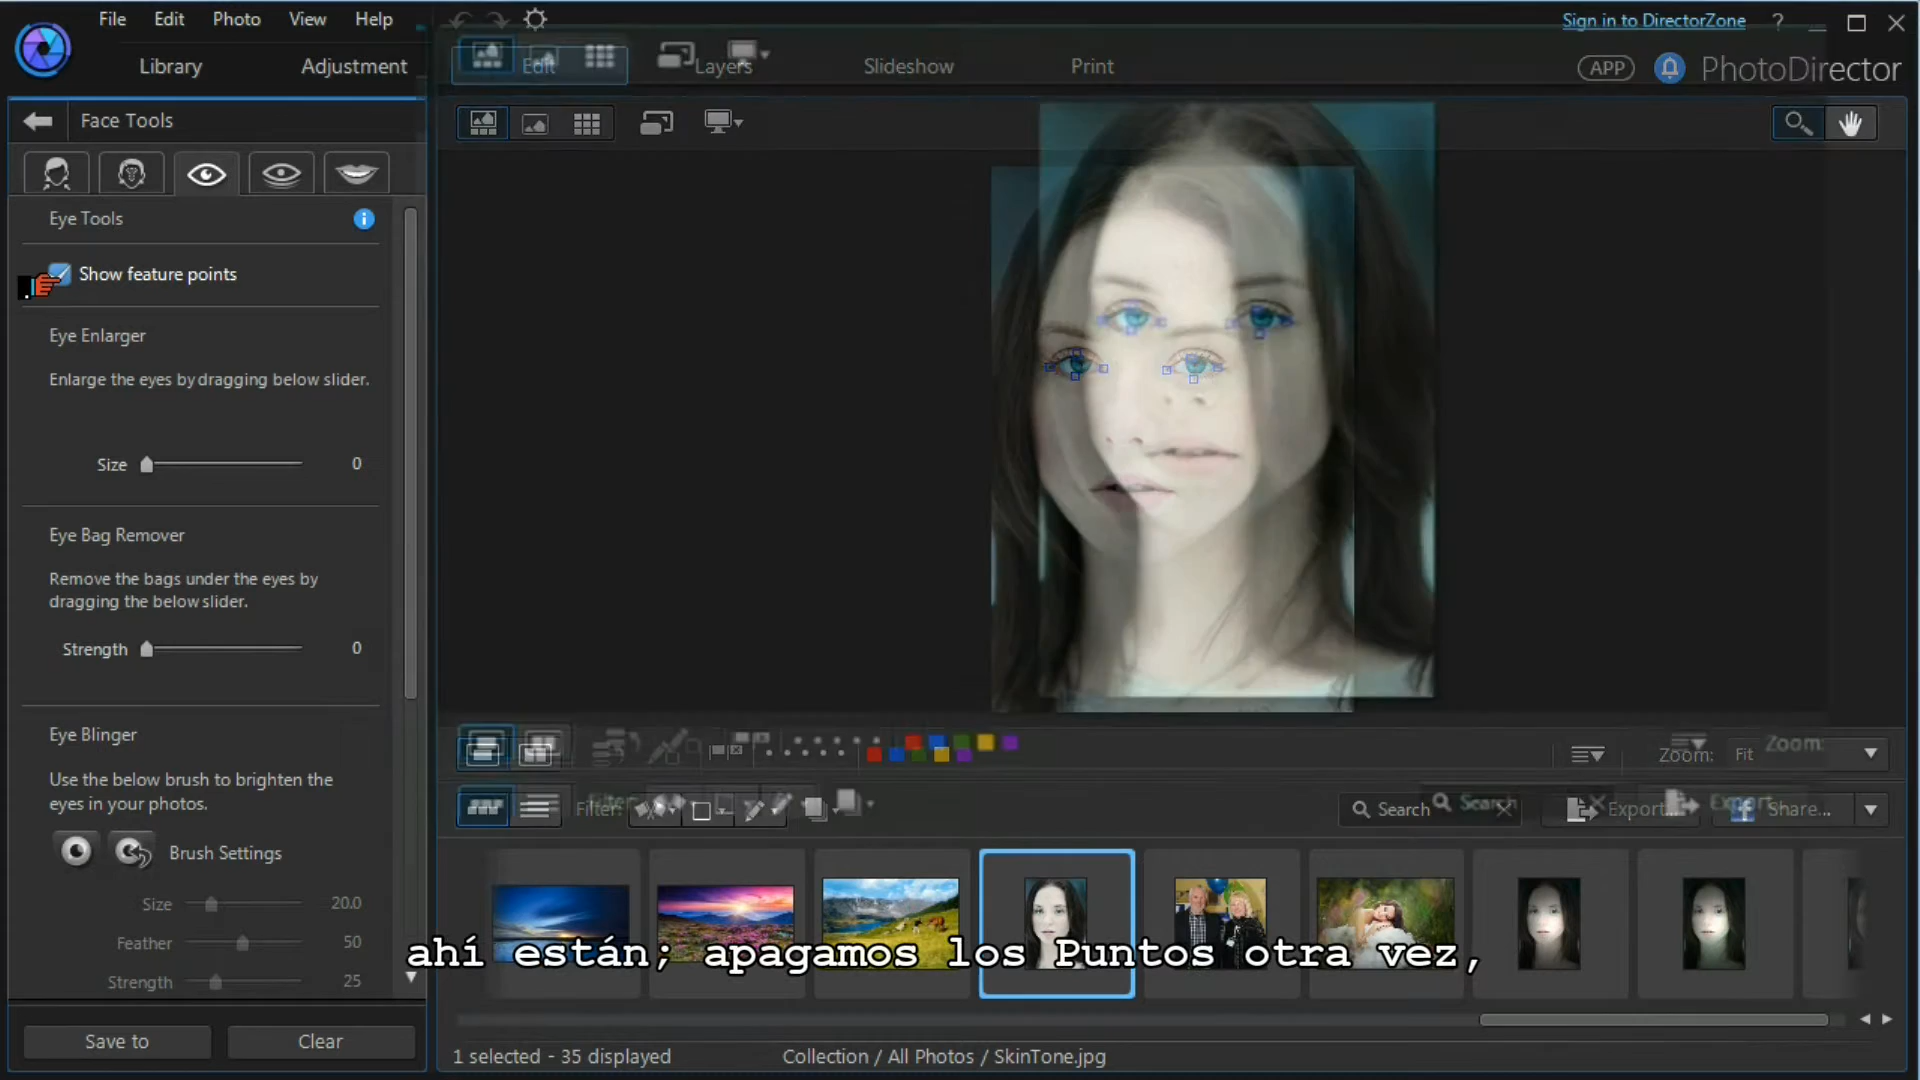 File Edit Photo View Help
Sign in to DirectorZone ?
Library Adjustment Edit Layers Slideshow Print
APP PhotoDirector
Face Tools
Eye Tools
Show feature points
Eye Enlarger
Enlarge the eyes by dragging below slider.
Size 0
Eye Bag Remover
Remove the bags under the eyes by
dragging the below slider.
Strength 0
Eye Blinger
Use the below brush to brighten the
eyes in your photos.
Brush Settings
Size 20.0
Feather 50
Strength 25
Save to Clear
Zoom: Fit Zoom:
Filter: Search Search Export... Export... Share...
ahí están; apagamos los Puntos otra vez,
1 selected - 35 displayed Collection / All Photos / SkinTone.jpg